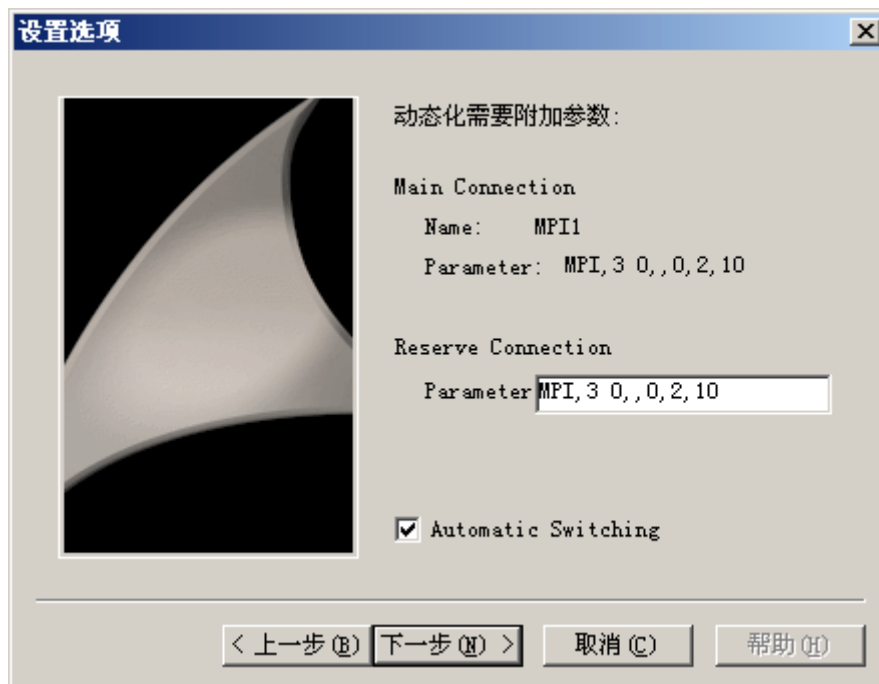 设置选项
动态化需要附加参数:
Main Connection
Name: MPI1
Parameter: MPI,3 0,,0,2,10
Reserve Connection
Parameter MPI,3 0,,0,2,10
Automatic Switching
< 上一步(B) 下一步(N) > 取消(C) 帮助(H)